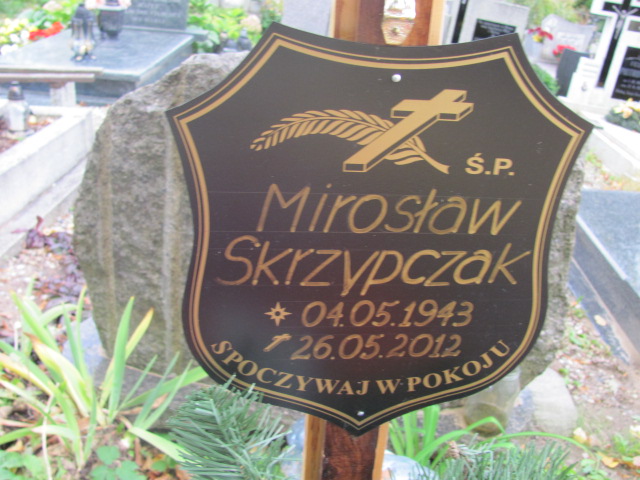 Ś.P.
Mirosław
Skrzypczak
04.05.1943
26.05.2012
SPOCZYWAJ W POKOJU